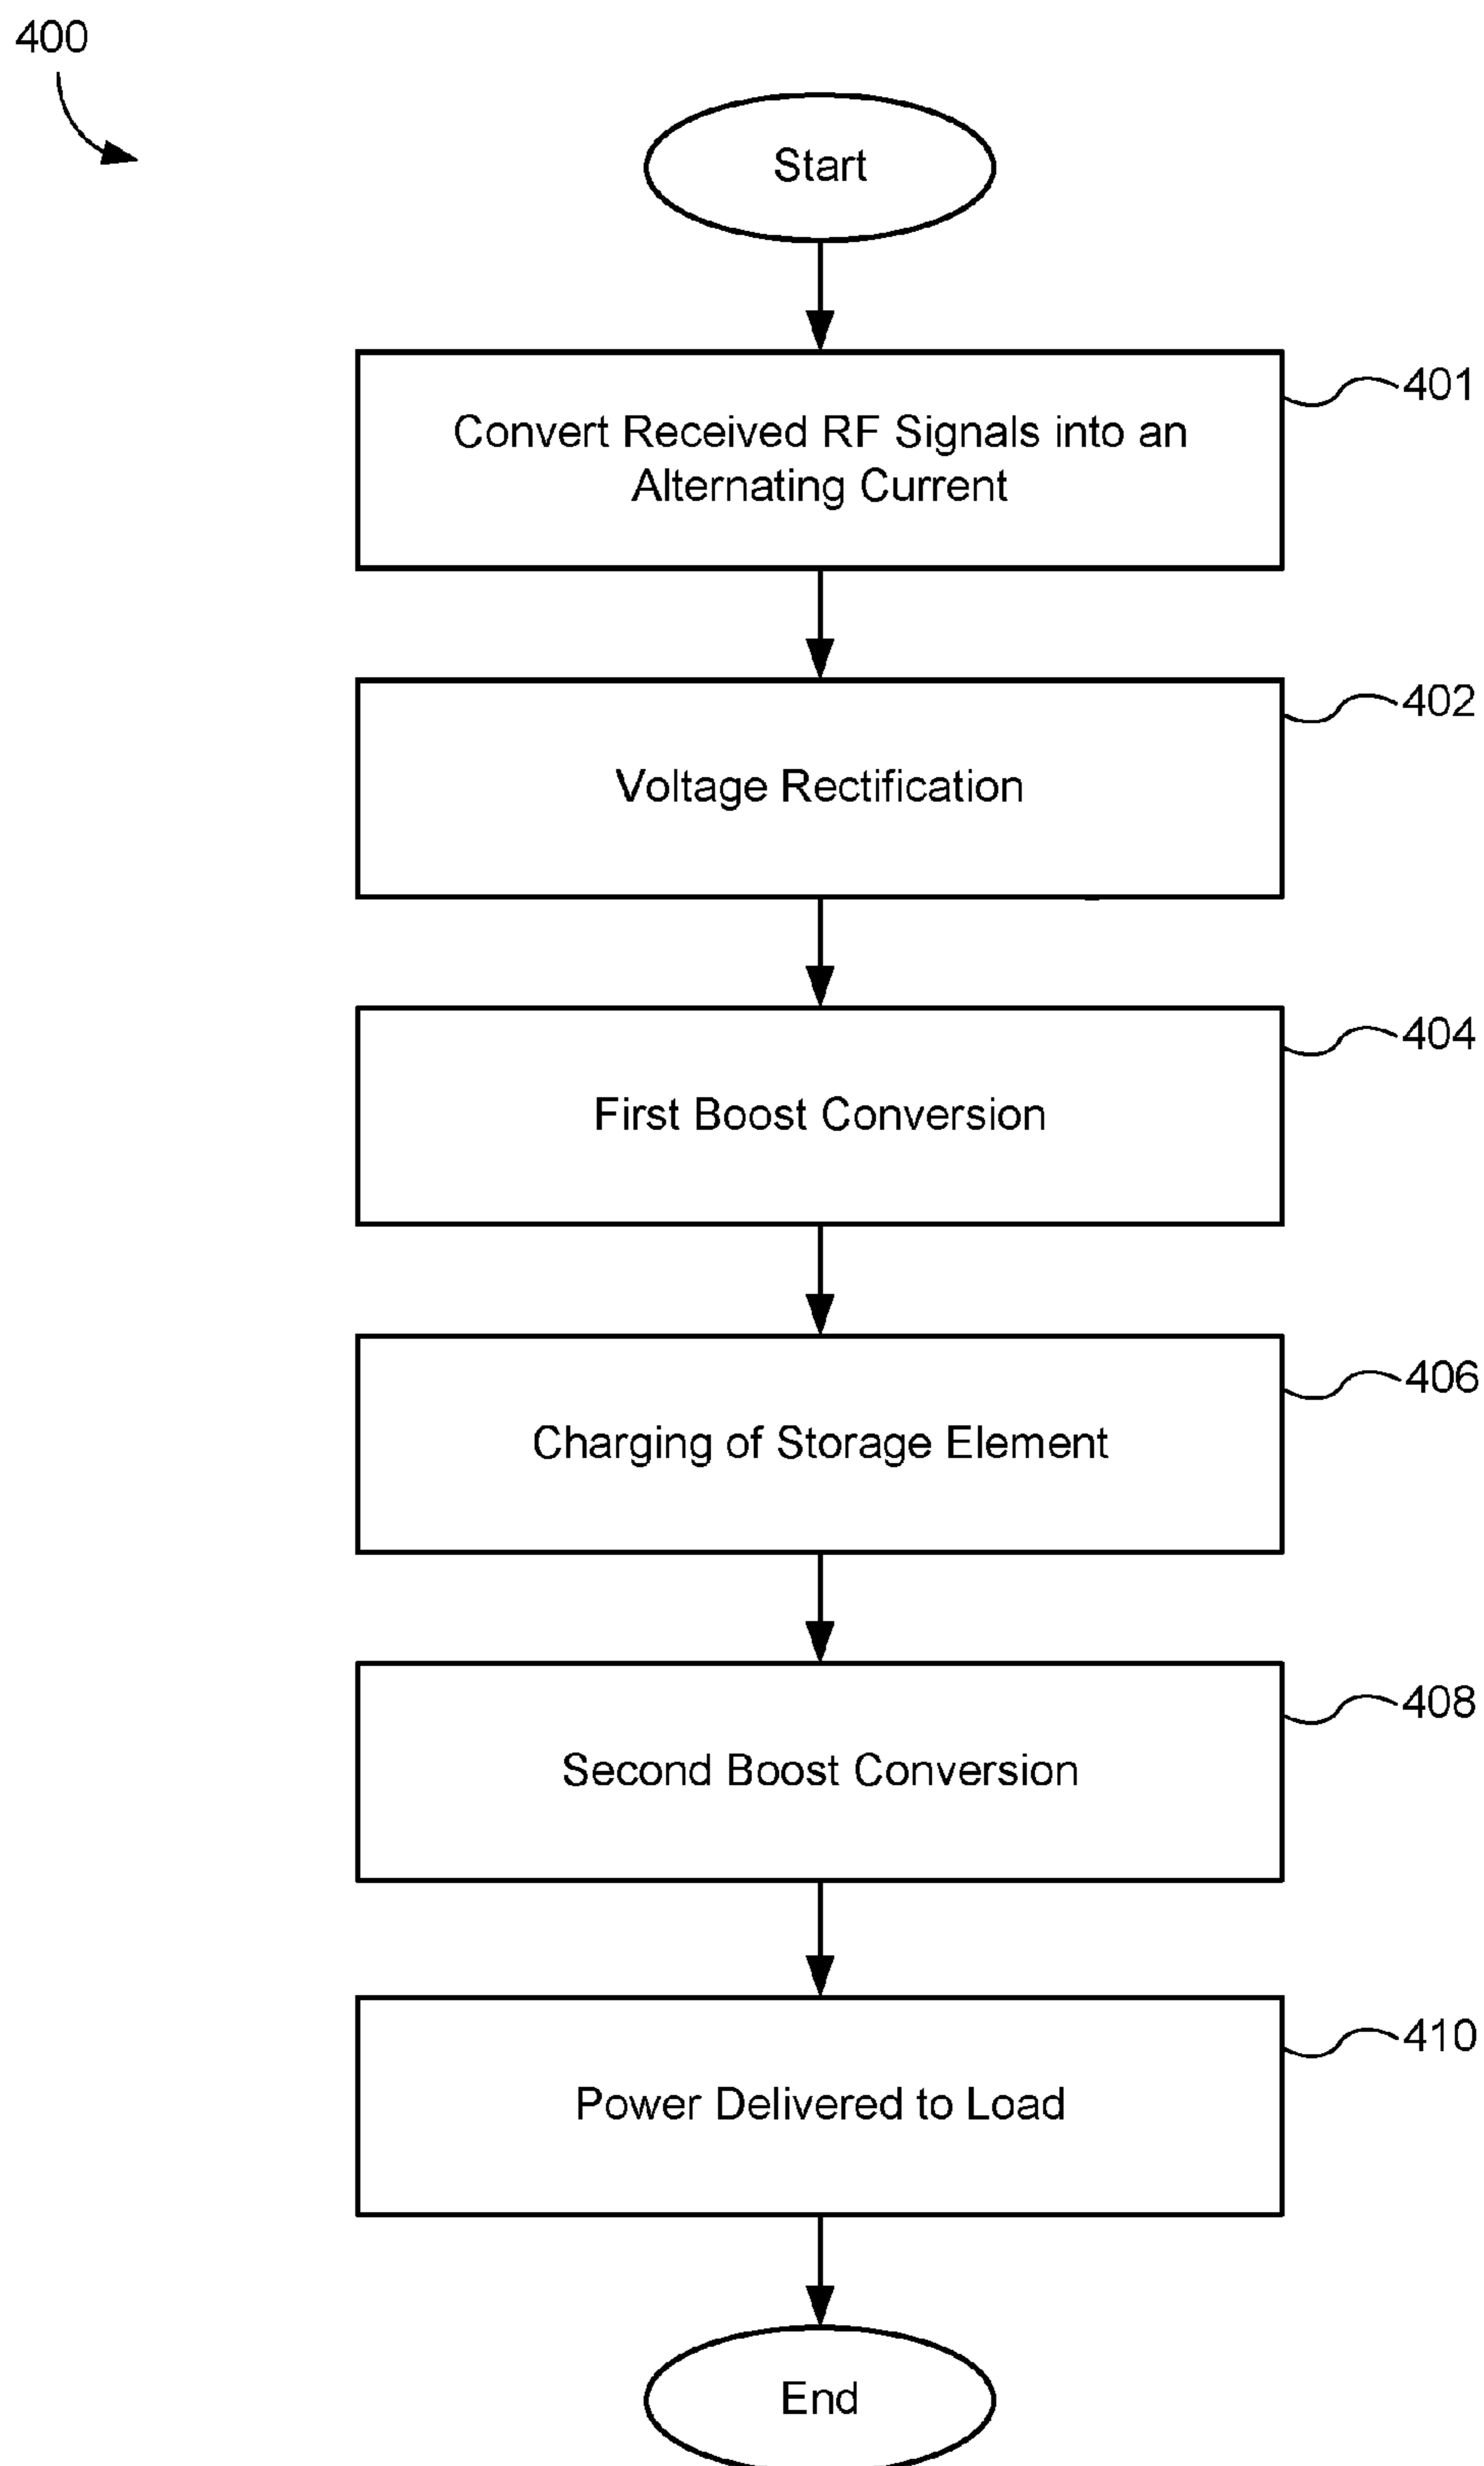 400
Start
401
Convert Received RF Signals into an
Alternating Current
402
Voltage Rectification
404
First Boost Conversion
406
Charging of Storage Element
408
Second Boost Conversion
410
Power Delivered to Load
End